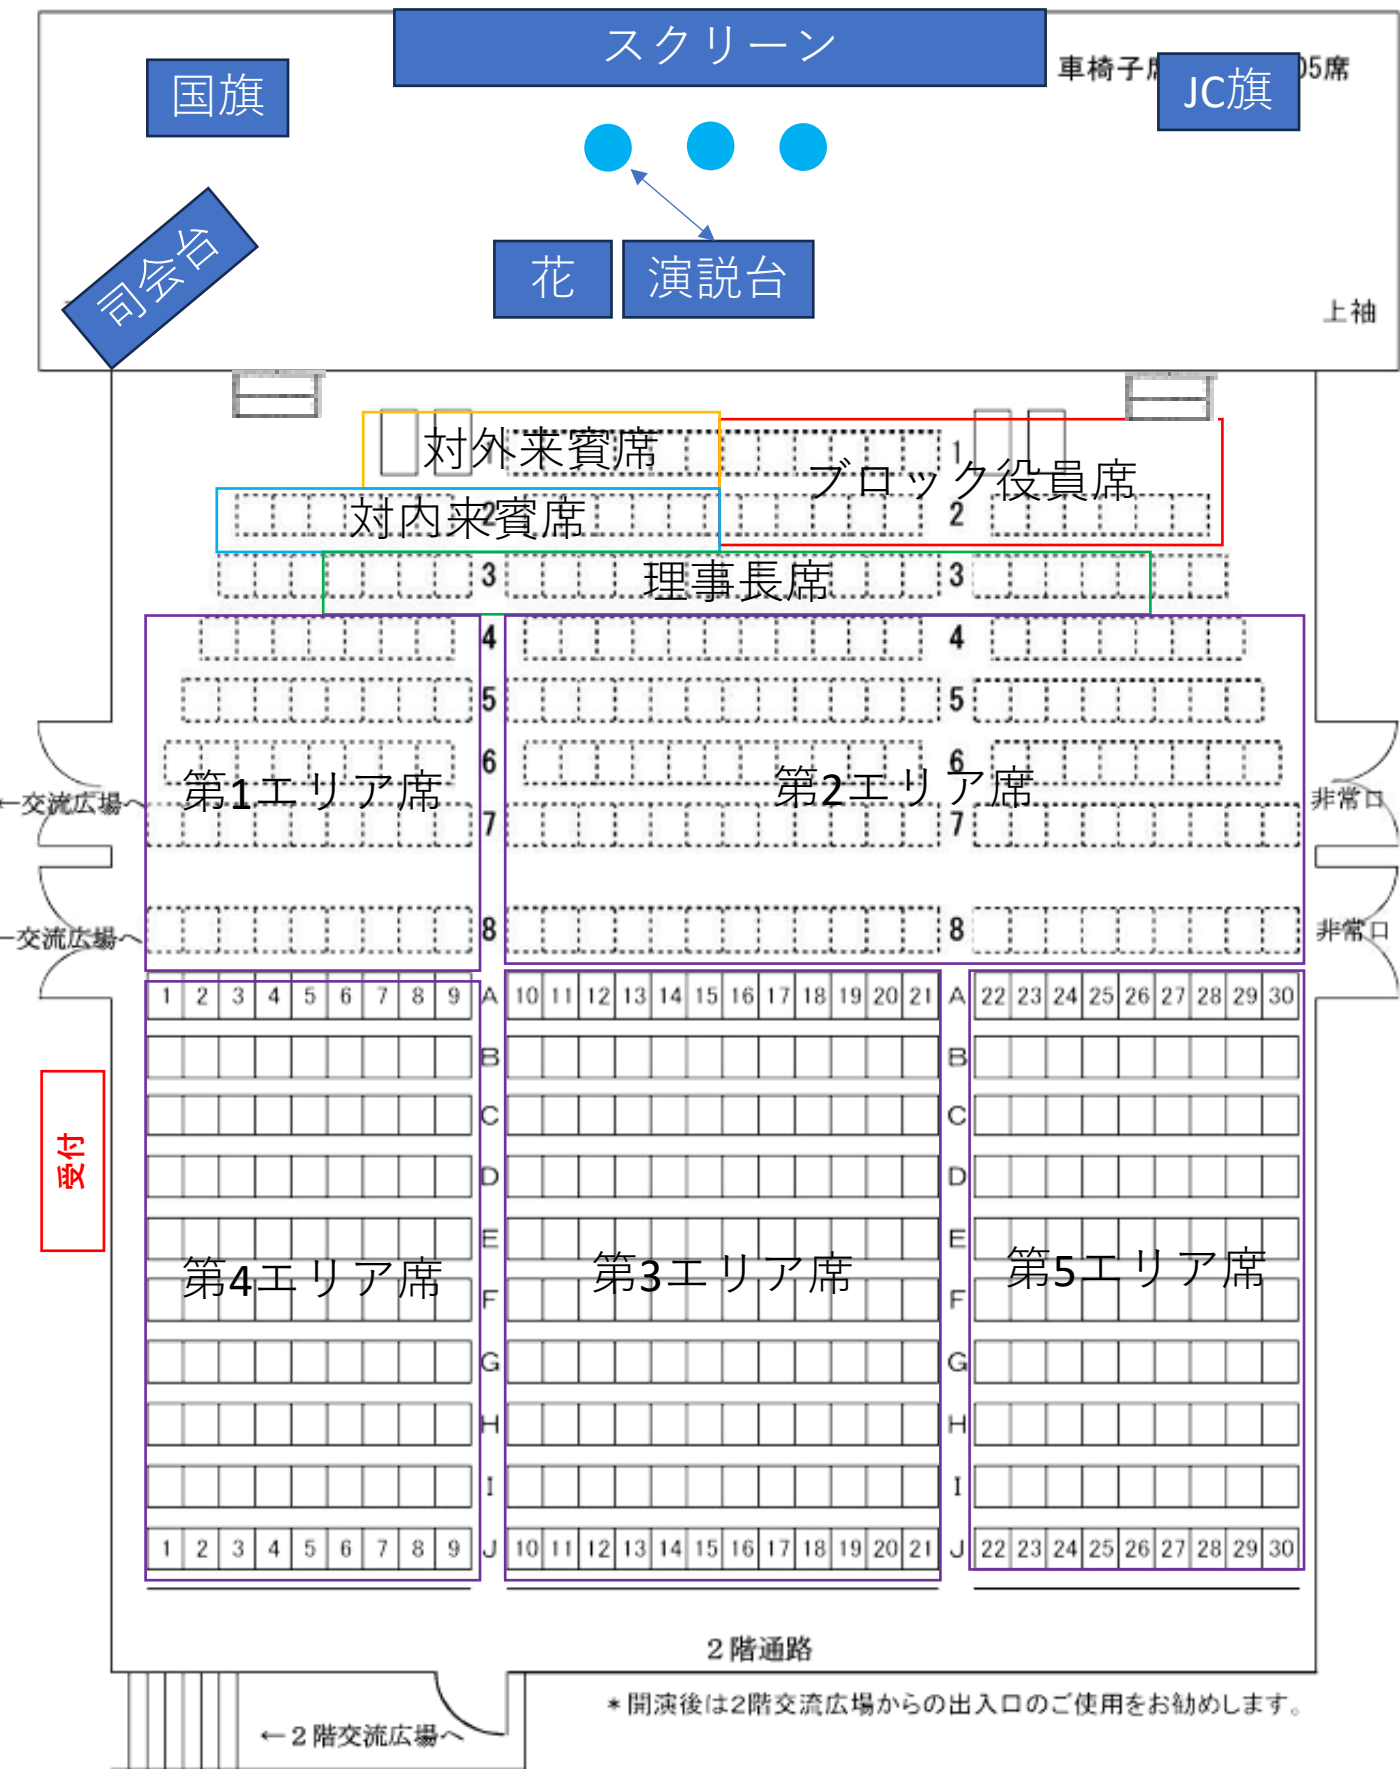 スクリーン
国旗
車椅子席
05席
JC旗
司会台
花
演説台
上袖
対外来賓席
1
1
ブロック役員席
対内来賓席
2
2
3
理事長席
3
4
4
5
5
6
6
第1エリア席
第2エリア席
←交流広場へ
非常口
7
7
8
8
←交流広場へ
非常口
1 2 3 4 5 6 7 8 9 A 10 11 12 13 14 15 16 17 18 19 20 21 A 22 23 24 25 26 27 28 29 30
B B
C C
D D
受付
E E
第4エリア席
第3エリア席
第5エリア席
F F
G G
H H
I I
1 2 3 4 5 6 7 8 9 J 10 11 12 13 14 15 16 17 18 19 20 21 J 22 23 24 25 26 27 28 29 30
2階通路
*開演後は2階交流広場からの出入口のご使用をお勧めします。
←2階交流広場へ